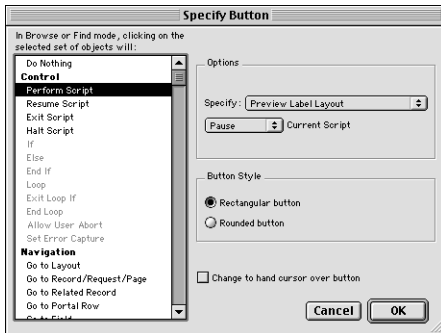 Specify Button
In Browse or Find mode, clicking on the
selected set of objects will:
Do Nothing
Control
Perform Script
Resume Script
Exit Script
Halt Script
If
Else
End If
Loop
Exit Loop If
End Loop
Allow User Abort
Set Error Capture
Navigation
Go to Layout
Go to Record/Request/Page
Go to Related Record
Go to Portal Row
Go to Field
Options
Specify: Preview Label Layout
Pause Current Script
Button Style
Rectangular button
Rounded button
Change to hand cursor over button
Cancel OK